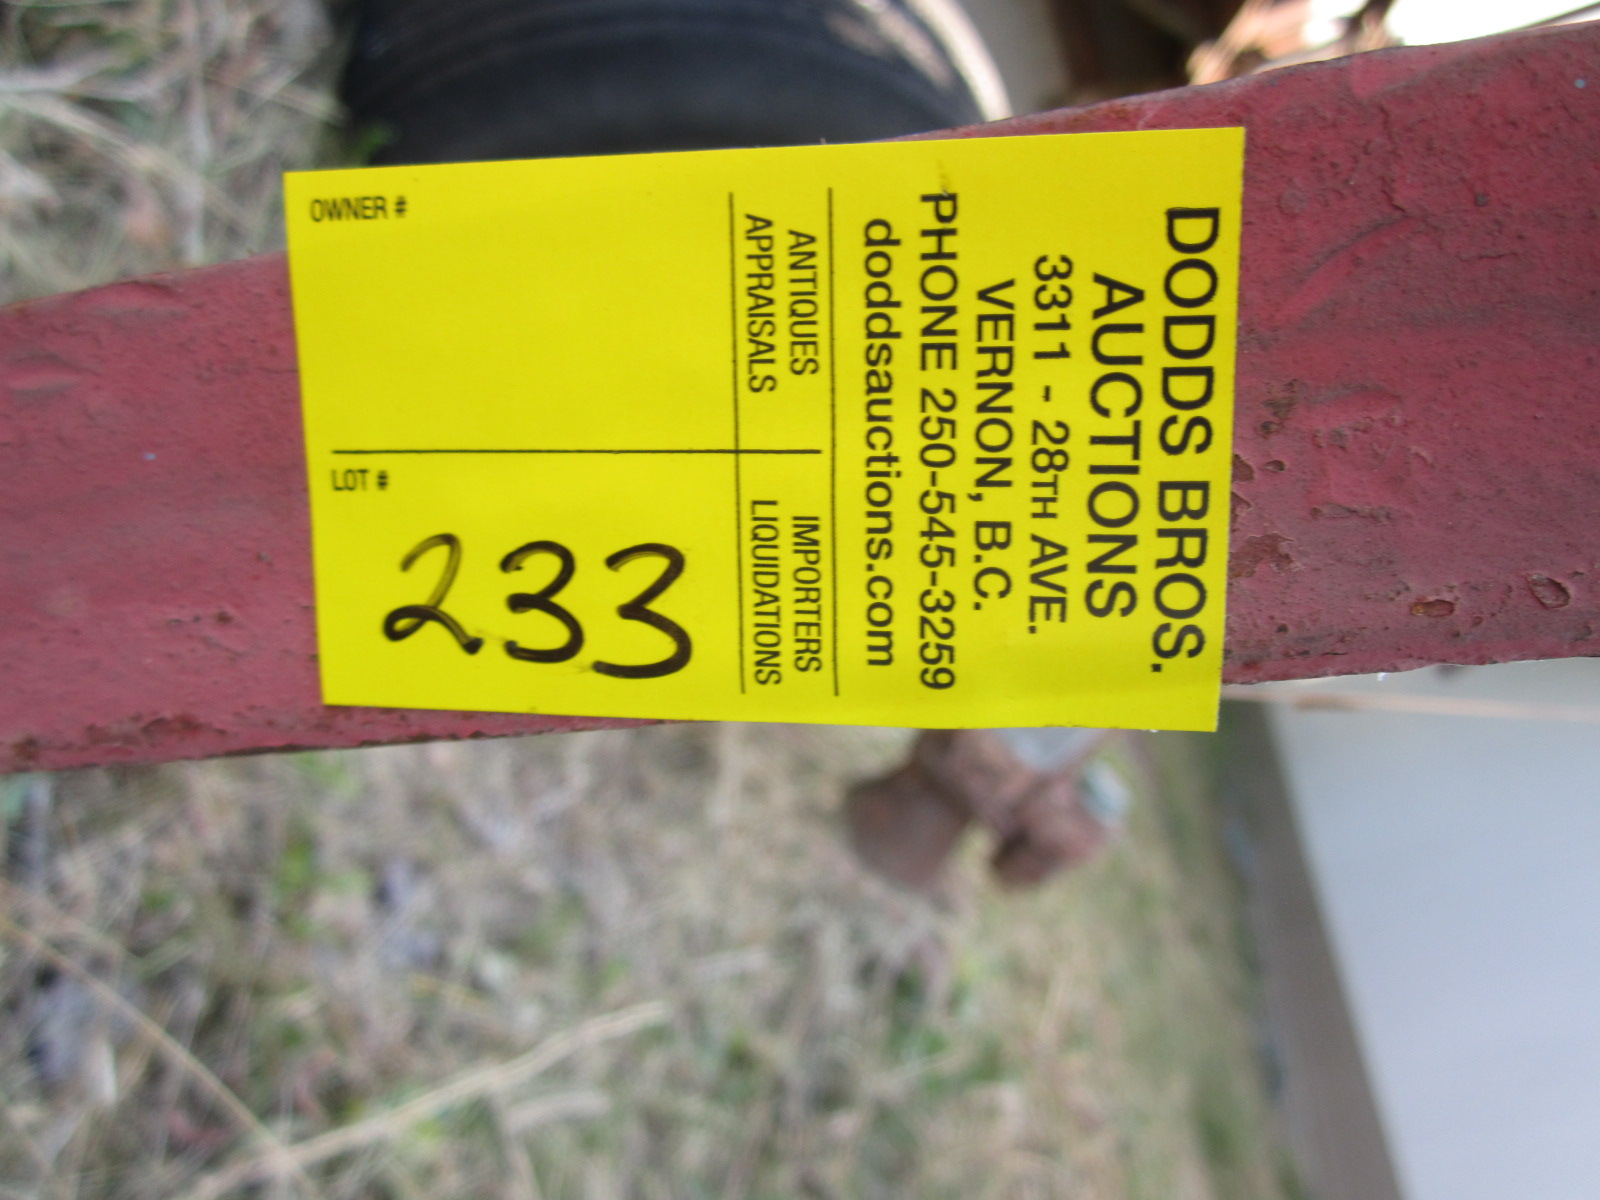 DODDS BROS.
AUCTIONS
3311 - 28TH AVE.
VERNON, B.C.
PHONE 250-545-3259
doddsauctions.com
ANTIQUES IMPORTERS
APPRAISALS LIQUIDATIONS
OWNER # LOT #
233